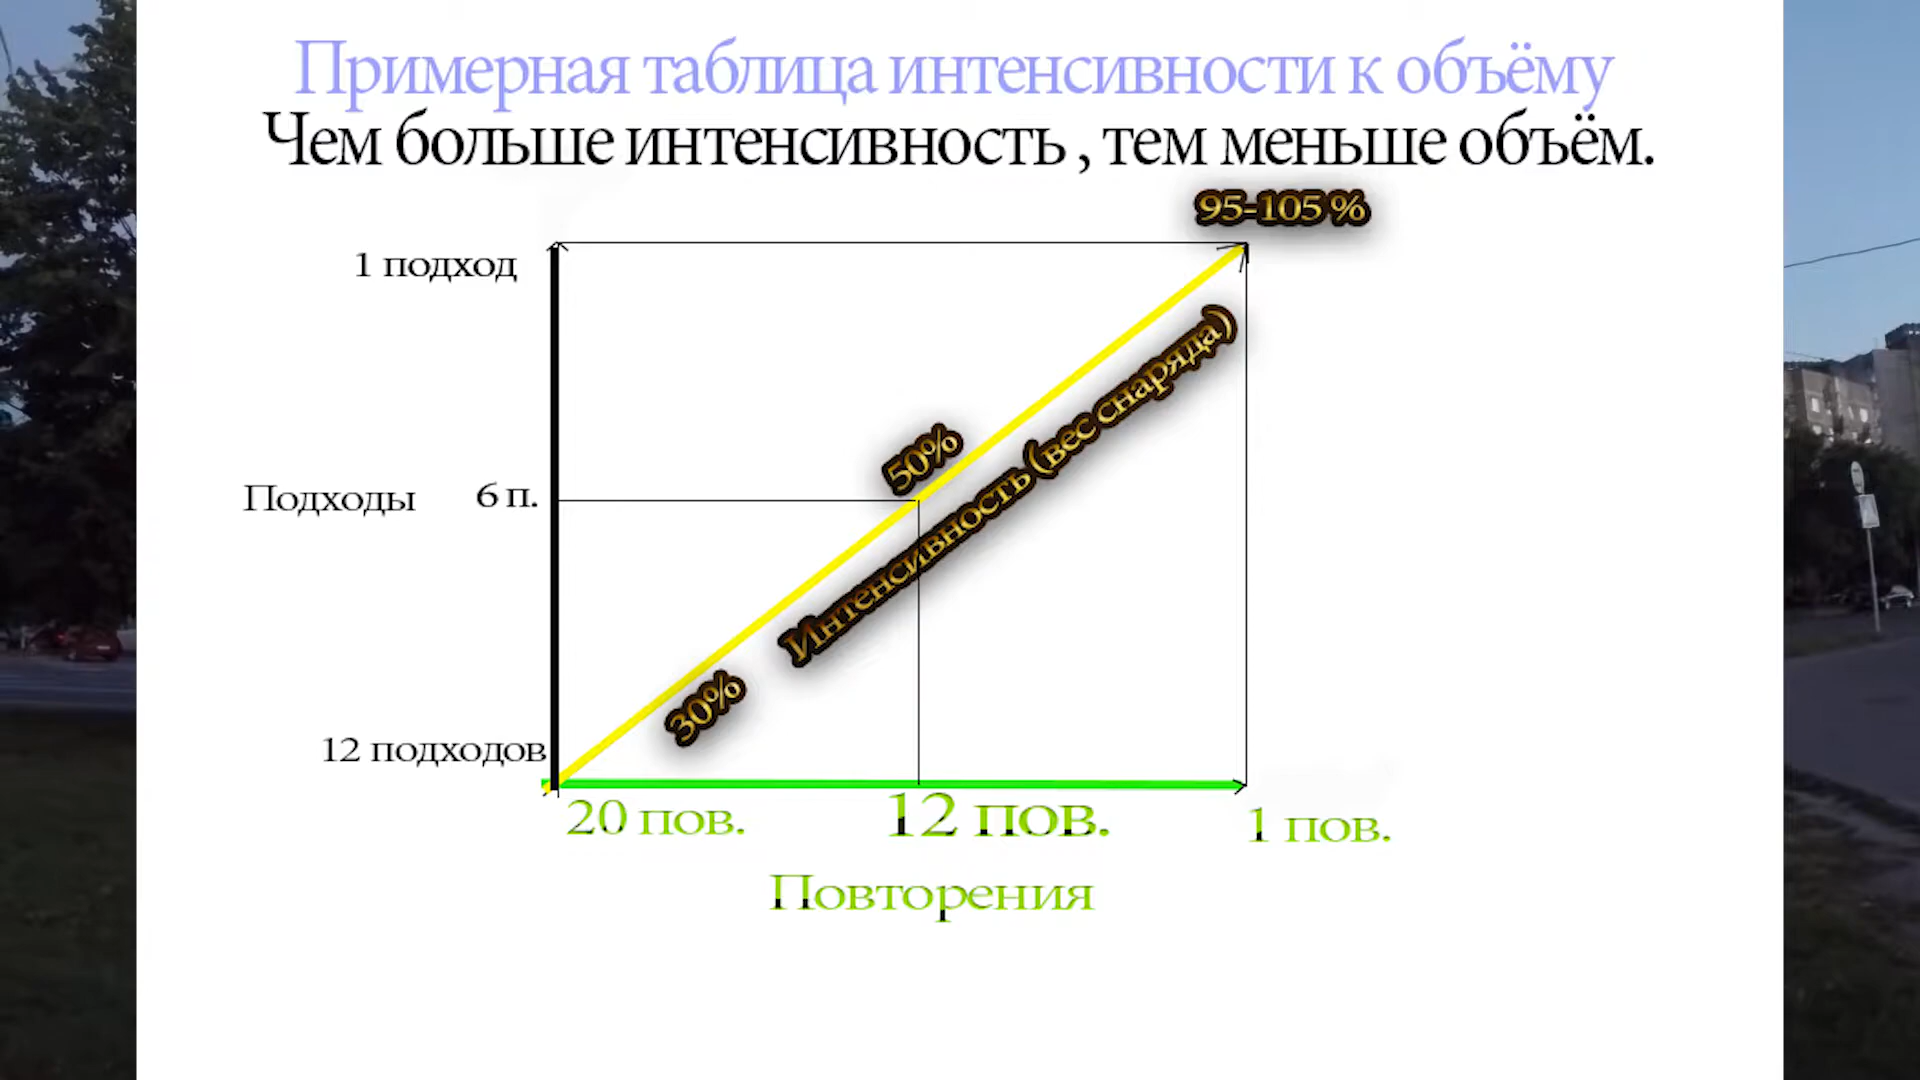 Примерная таблица интенсивности к объёму
Чем больше интенсивность , тем меньше объём.
95-105 %
1 подход
Интенсивность (вес снаряда)
50%
Подходы
6 п.
30%
12 подходов
20 пов.
12 пов.
1 пов.
Повторения